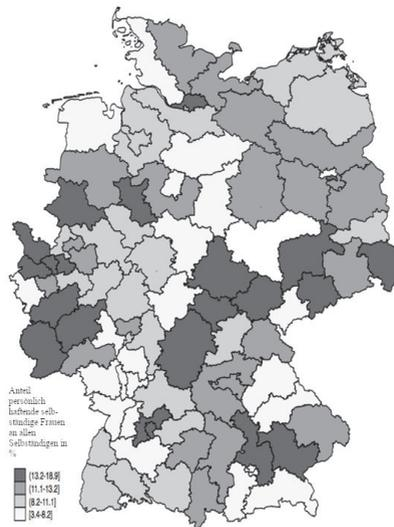 Anteil
persönlich
haftende selb-
ständige Frauen
an allen
Selbständigen in
%
(13.2-18.9]
(11.1-13.2]
(8.2-11.1]
[3.4-8.2]